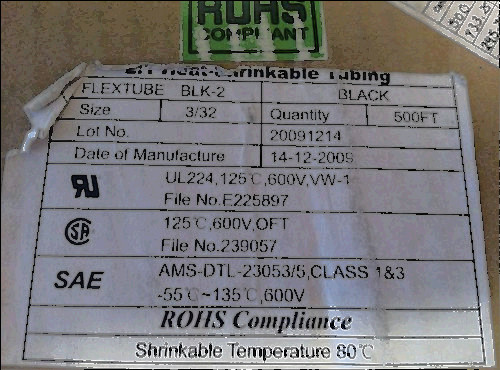 ROHS
COMPLIANT
2:1 Heat-Shrinkable Tubing
FLEXTUBE BLK-2 BLACK
Size 3/32 Quantity 500FT
Lot No. 20091214
Date of Manufacture 14-12-2009
UL224,125℃,600V,VW-1
File No.E225897
125℃,600V,OFT
File No.239057
SAE AMS-DTL-23053/5,CLASS 1&3
-55℃~135℃,600V
ROHS Compliance
Shrinkable Temperature 80℃